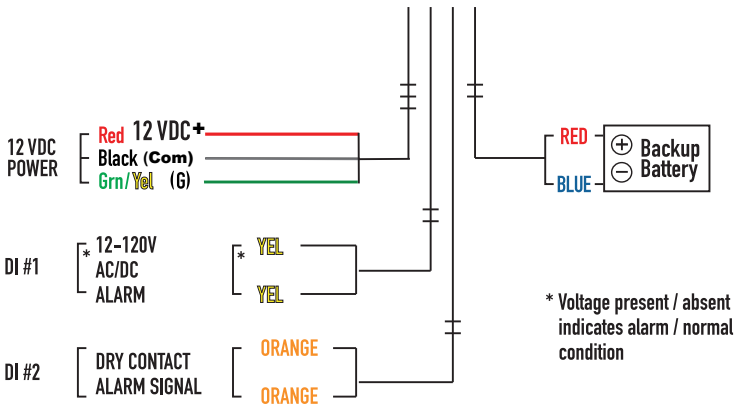 12 VDC
POWER
Red 12 VDC+
Black (Com)
Grn/Yel (G)
RED
BLUE
+ Backup
− Battery
DI #1
* 12-120V
AC/DC
ALARM
* YEL
YEL
* Voltage present / absent
indicates alarm / normal
condition
DI #2
DRY CONTACT
ALARM SIGNAL
ORANGE
ORANGE